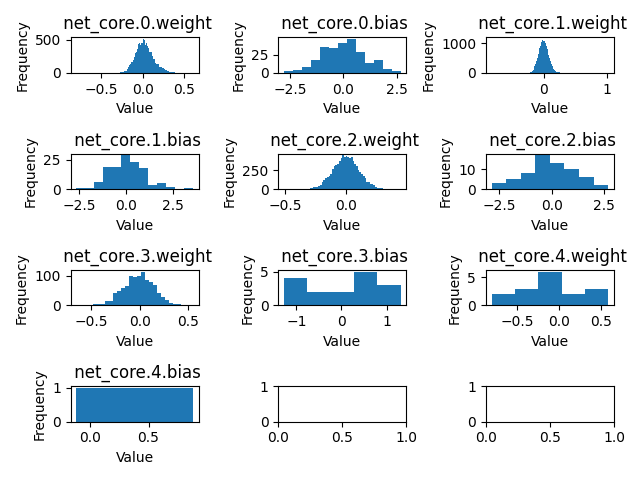 net_core.0.weight
net_core.0.bias
net_core.1.weight
Frequency
500
0
−0.5 0.0 0.5
Value
Frequency
25
0
−2.5 0.0 2.5
Value
Frequency
1000
0
0 1
Value
net_core.1.bias
net_core.2.weight
net_core.2.bias
Frequency
25
0
−2.5 0.0 2.5
Value
Frequency
250
0
−0.5 0.0
Value
Frequency
10
0
−2.5 0.0 2.5
Value
net_core.3.weight
net_core.3.bias
net_core.4.weight
Frequency
100
0
−0.5 0.0 0.5
Value
Frequency
5
0
−1 0 1
Value
Frequency
5
0
−0.5 0.0 0.5
Value
net_core.4.bias
Frequency
1
0
0.0 0.5
Value
1
0
0.0 0.5 1.0
1
0
0.0 0.5 1.0